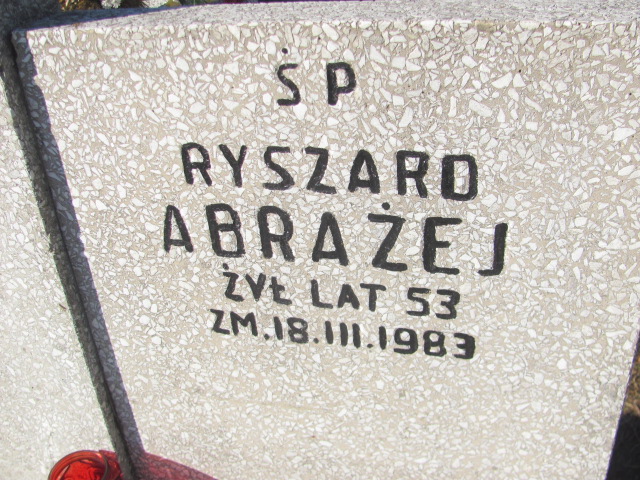 ŚP
RYSZARD
ABRAŻEJ
ŻYŁ LAT 53
ZM.18.III.1983